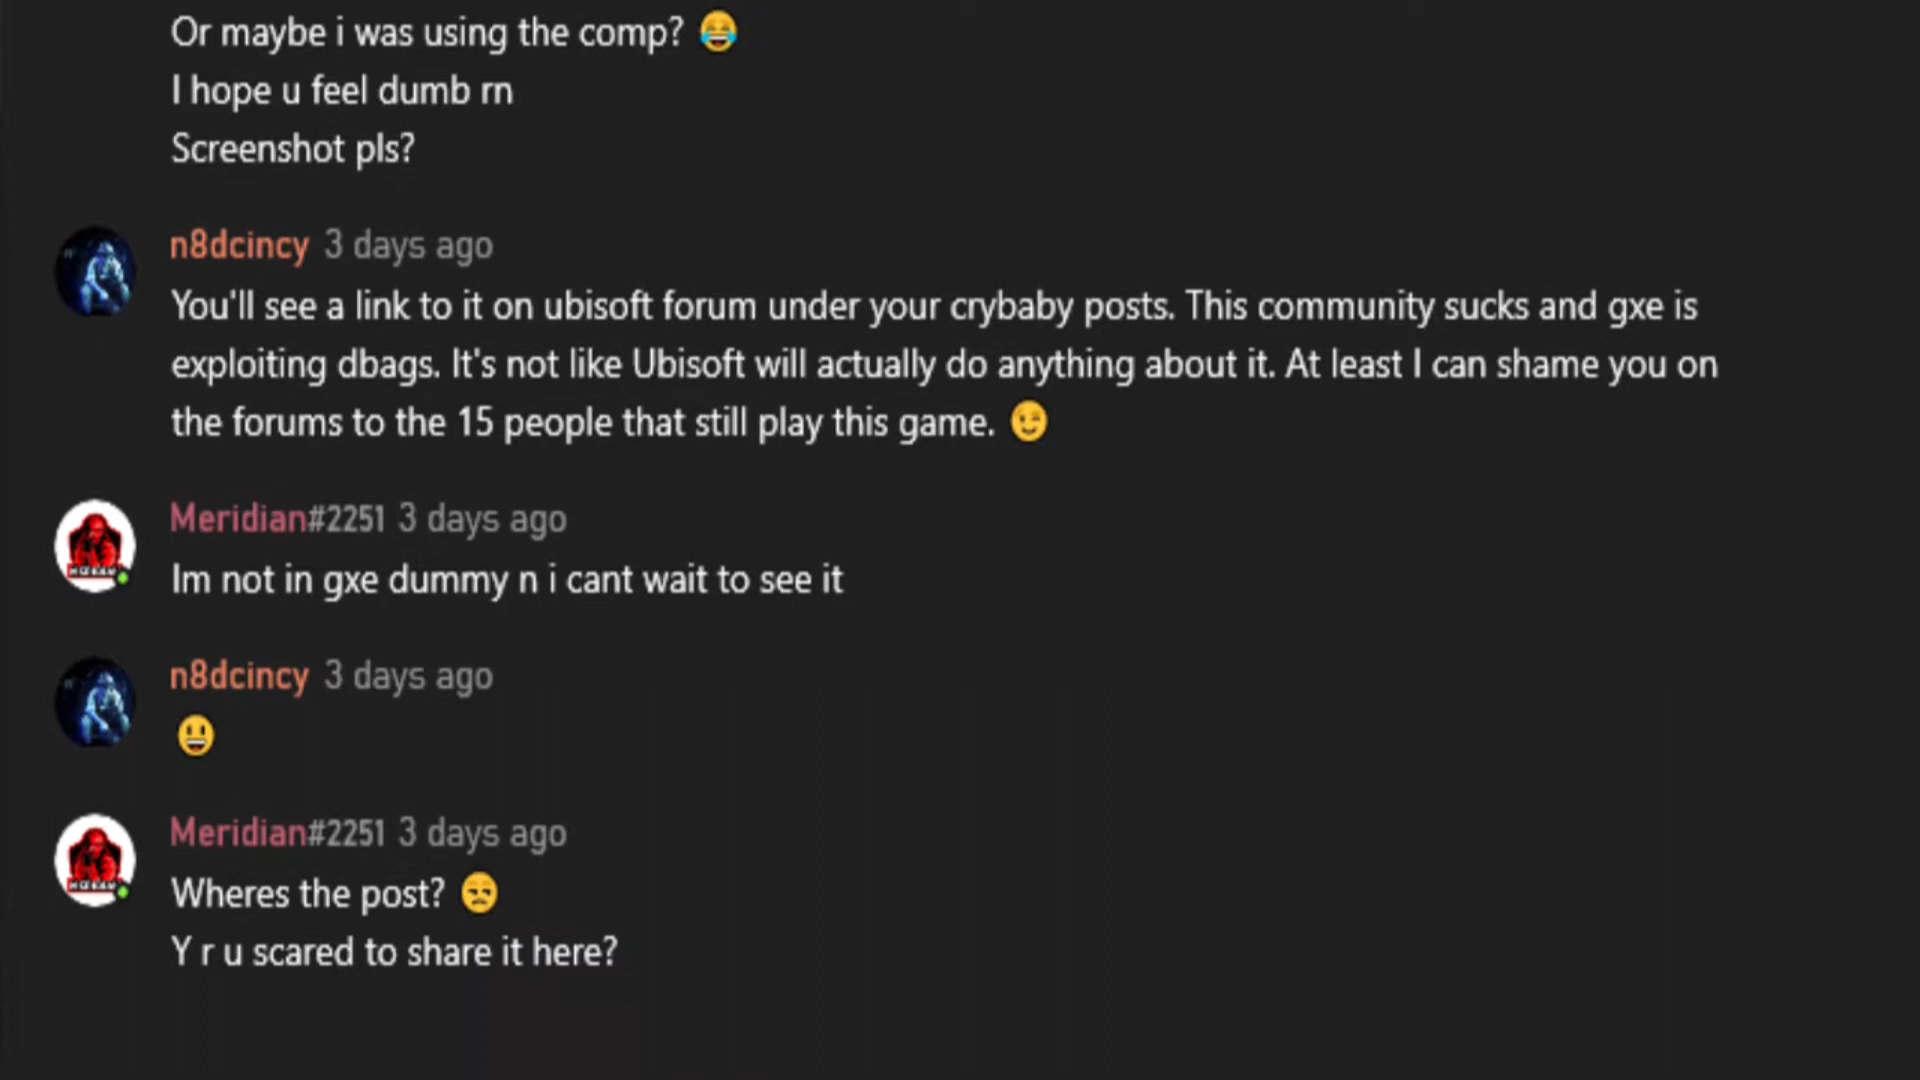 Or maybe i was using the comp? 😂
I hope u feel dumb rn
Screenshot pls?
n8dcincy 3 days ago
You'll see a link to it on ubisoft forum under your crybaby posts. This community sucks and gxe is
exploiting dbags. It's not like Ubisoft will actually do anything about it. At least I can shame you on
the forums to the 15 people that still play this game. 😉
Meridian#2251 3 days ago
Im not in gxe dummy n i cant wait to see it
n8dcincy 3 days ago
😃
Meridian#2251 3 days ago
Wheres the post? 😒
Y r u scared to share it here?